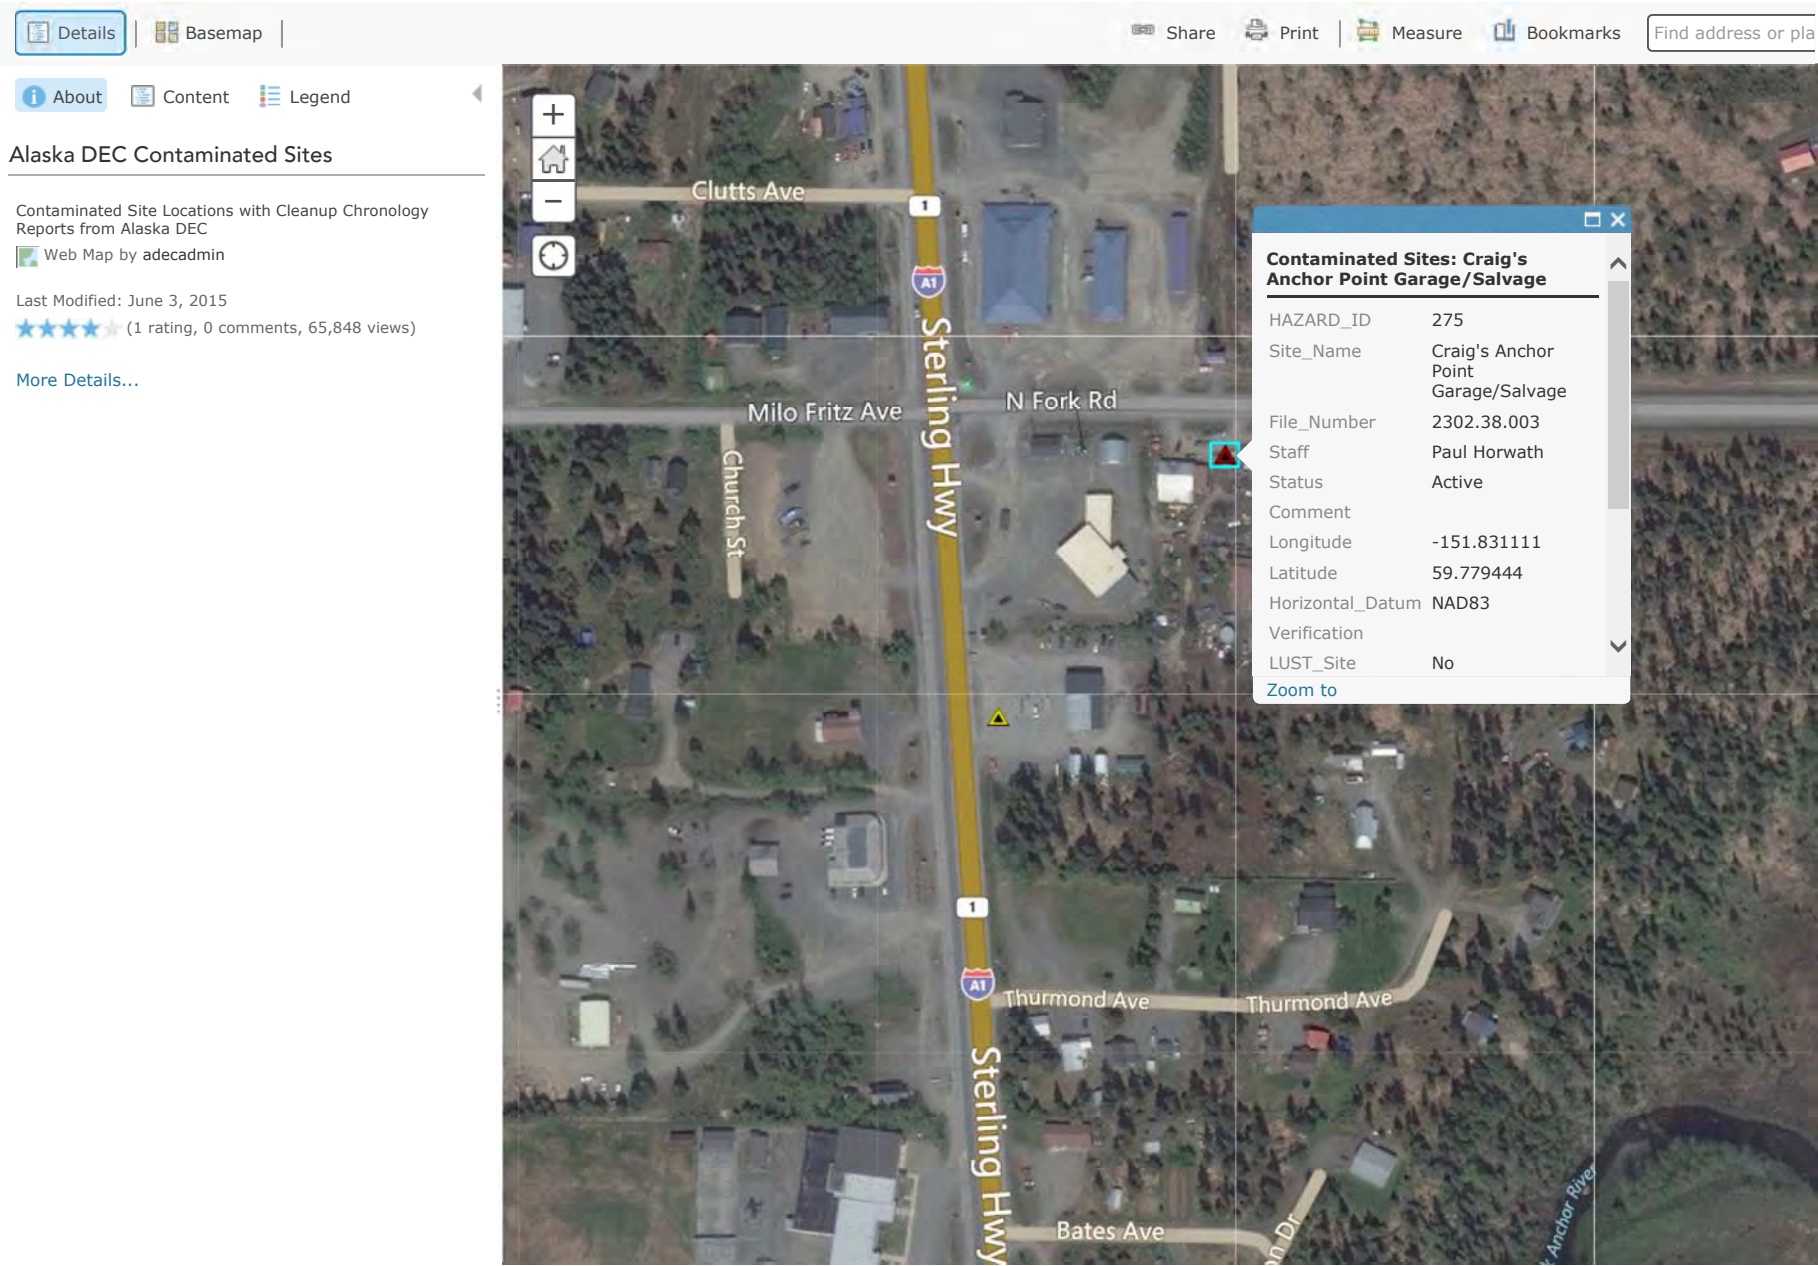 Details
Basemap
Share
Print
Measure
Bookmarks
Find address or pla
About
Content
Legend
Alaska DEC Contaminated Sites
Contaminated Site Locations with Cleanup Chronology
Reports from Alaska DEC
Web Map by adecadmin
Last Modified: June 3, 2015
(1 rating, 0 comments, 65,848 views)
More Details...
+
−
Clutts Ave
1
A1
Sterling Hwy
Milo Fritz Ave
N Fork Rd
Church St
Contaminated Sites: Craig's
Anchor Point Garage/Salvage
HAZARD_ID 275
Site_Name Craig's Anchor
Point
Garage/Salvage
File_Number 2302.38.003
Staff Paul Horwath
Status Active
Comment
Longitude -151.831111
Latitude 59.779444
Horizontal_Datum NAD83
Verification
LUST_Site No
Zoom to
1
A1
Thurmond Ave
Thurmond Ave
Sterling Hwy
Bates Ave
on Dr
k Anchor River